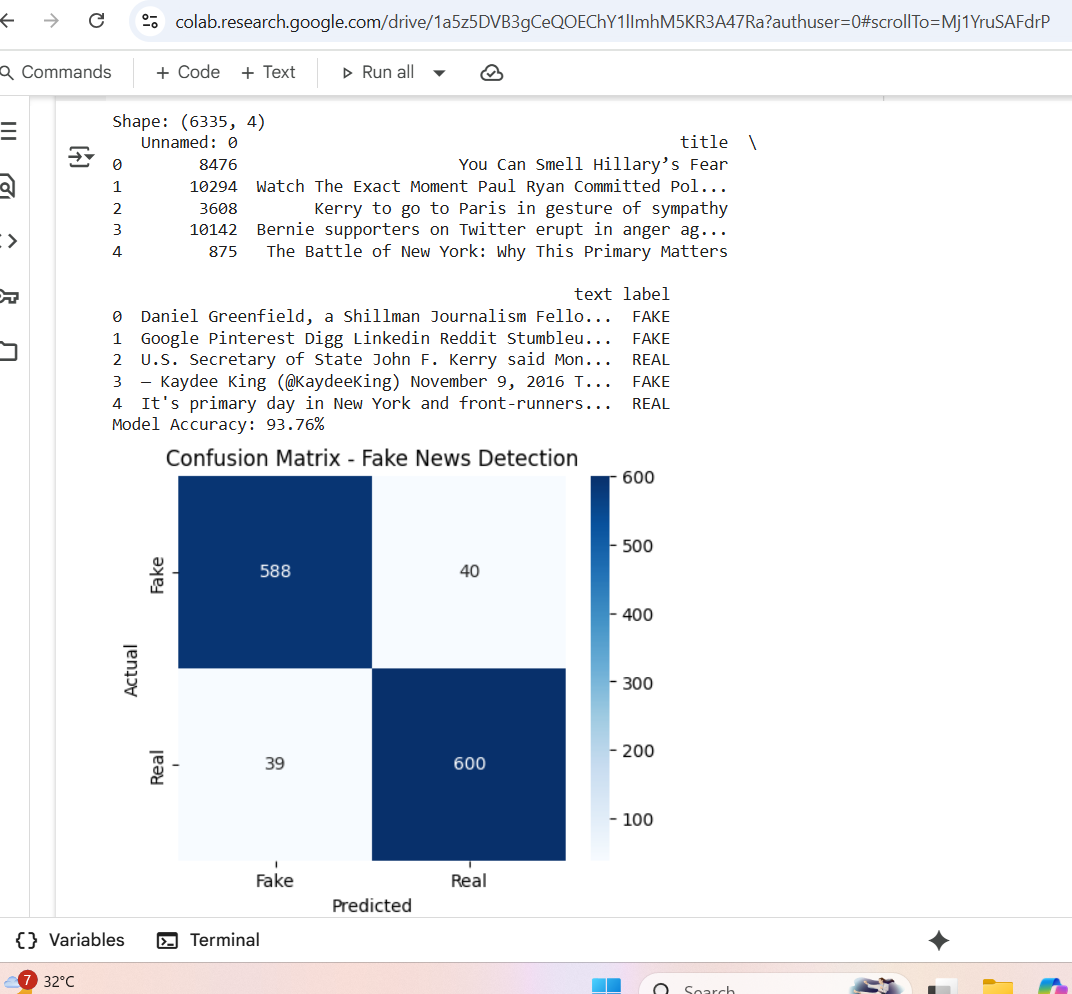 colab.research.google.com/drive/1a5z5DVB3gCeQOEChY1lImhM5KR3A47Ra?authuser=0#scrollTo=Mj1YruSAFdrP
Commands + Code + Text Run all
Shape: (6335, 4)
Unnamed: 0 title \
0 8476 You Can Smell Hillary’s Fear
1 10294 Watch The Exact Moment Paul Ryan Committed Pol...
2 3608 Kerry to go to Paris in gesture of sympathy
3 10142 Bernie supporters on Twitter erupt in anger ag...
4 875 The Battle of New York: Why This Primary Matters
text label
0 Daniel Greenfield, a Shillman Journalism Fello... FAKE
1 Google Pinterest Digg Linkedin Reddit Stumbleu... FAKE
2 U.S. Secretary of State John F. Kerry said Mon... REAL
3 — Kaydee King (@KaydeeKing) November 9, 2016 T... FAKE
4 It's primary day in New York and front-runners... REAL
Model Accuracy: 93.76%
Confusion Matrix - Fake News Detection
600
500
400
300
200
100
Actual
Fake
588 40
Real
39 600
Fake Real
Predicted
Variables Terminal
7 32°C
Search